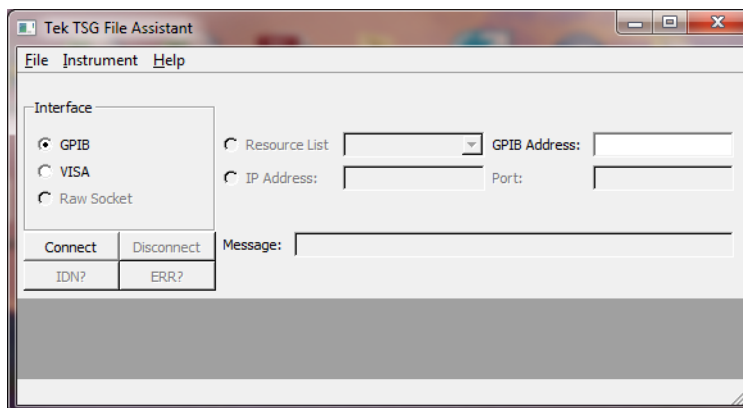 Tek TSG File Assistant
File Instrument Help
Interface
GPIB
VISA
Raw Socket
Resource List
GPIB Address:
IP Address:
Port:
Connect
Disconnect
IDN?
ERR?
Message: